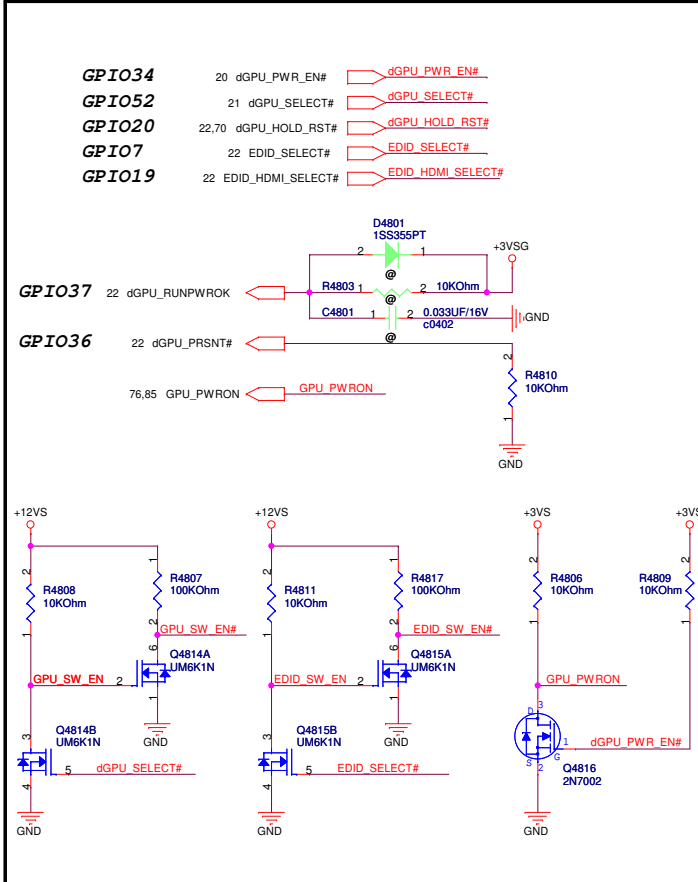 GPIO34 20 dGPU_PWR_EN# dGPU_PWR_EN#
GPIO52 21 dGPU_SELECT# dGPU_SELECT#
GPIO20 22,70 dGPU_HOLD_RST# dGPU_HOLD_RST#
GPIO7 22 EDID_SELECT# EDID_SELECT#
GPIO19 22 EDID_HDMI_SELECT# EDID_HDMI_SELECT#
D4801
1SS355PT
2 1 +3VSG
@
GPIO37 22 dGPU_RUNPWROK R4803 1 2 10KOhm
@
C4801 1 2 0.033UF/16V GND
c0402
@
GPIO36 22 dGPU_PRSNT#
2
R4810
10KOhm
76,85 GPU_PWRON GPU_PWRON
1
GND
+12VS +12VS +3VS +3VS
2 1 2 1 2 2
R4808 R4807 R4811 R4817 R4806 R4809
10KOhm 100KOhm 10KOhm 100KOhm 10KOhm 10KOhm
1 2 1 2 1 1
GPU_SW_EN# EDID_SW_EN#
6 6
Q4814A Q4815A
UM6K1N UM6K1N
GPU_SW_EN 2 EDID_SW_EN 2 GPU_PWRON
1 1
3 3 D 3
Q4814B GND Q4815B GND
UM6K1N UM6K1N
1 dGPU_PWR_EN#
G
5 dGPU_SELECT# 5 EDID_SELECT# S 2
4 4 Q4816
2N7002
GND GND GND